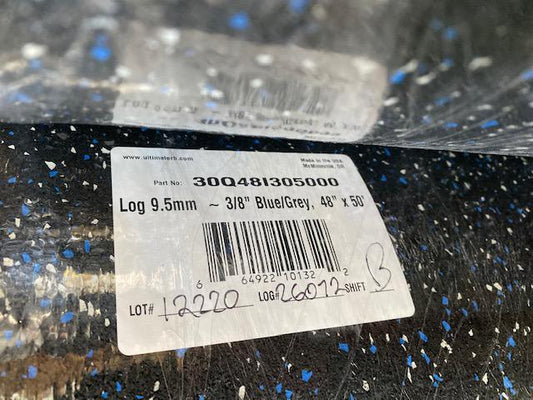 www.ultimaterb.com
Made in the USA
McMinnville, OR
Part No: 30Q48I305000
Log 9.5mm ~ 3/8" Blue/Grey, 48" x 50'
6 64922 10132 2
LOT# 12220 LOG# 26072 SHIFT B